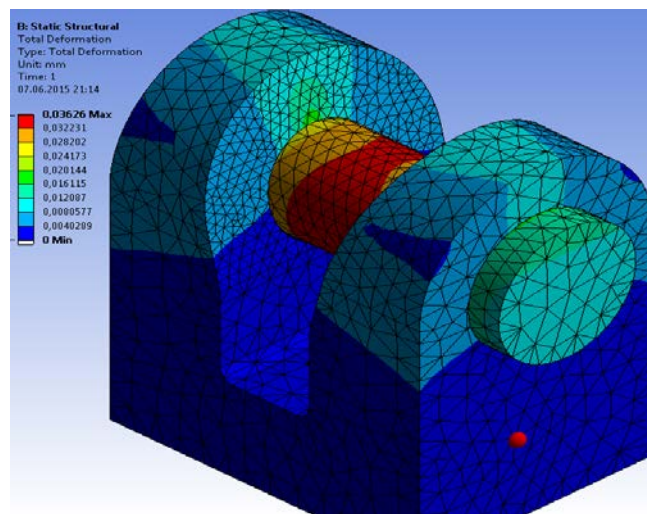 B: Static Structural
Total Deformation
Type: Total Deformation
Unit: mm
Time: 1
07.06.2015 21:14
0,03626 Max
0,032231
0,028202
0,024173
0,020144
0,016115
0,012087
0,0080577
0,0040289
0 Min